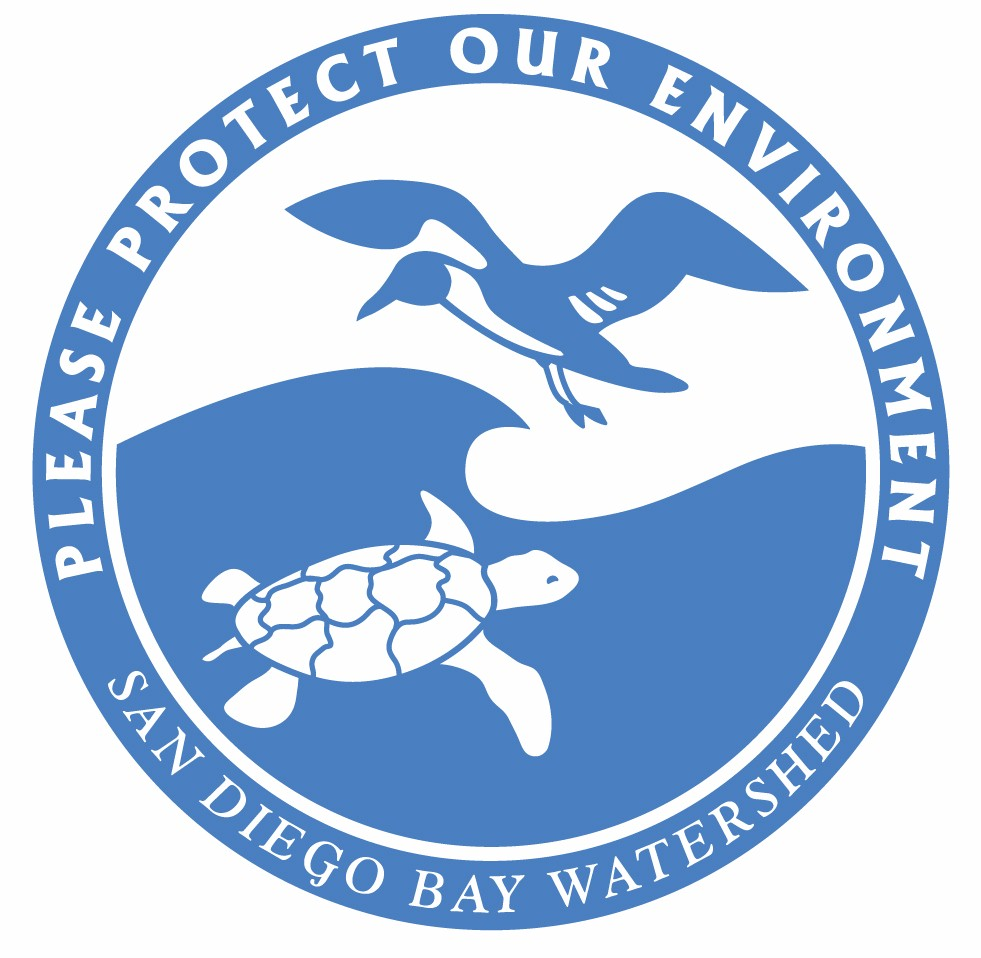 PLEASE PROTECT OUR ENVIRONMENT
SAN DIEGO BAY WATERSHED